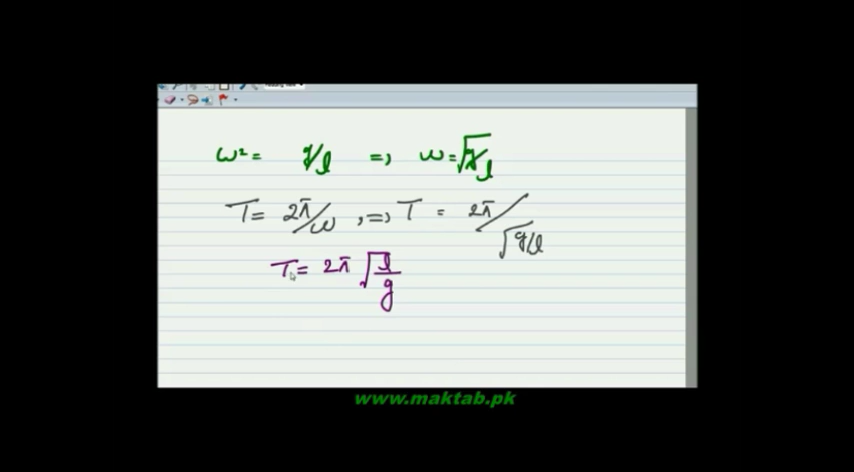 ω² = g/l => ω = √g/l
T = 2π/ω , => T = 2π/√g/l
T = 2π √l/g
www.maktab.pk